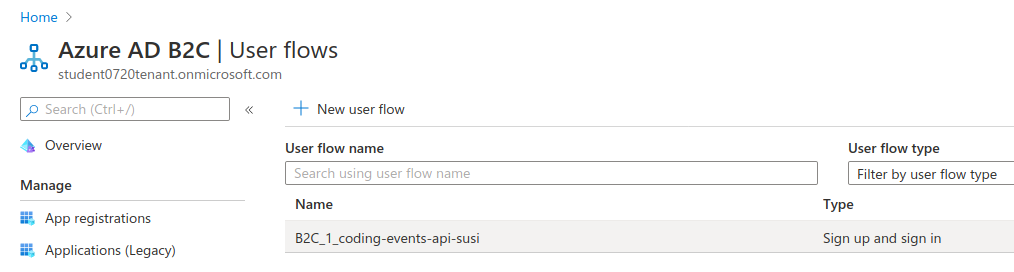 Home >
Azure AD B2C | User flows
student0720tenant.onmicrosoft.com
Search (Ctrl+/)
«
Overview
Manage
App registrations
Applications (Legacy)
+ New user flow
User flow name
User flow type
Search using user flow name
Filter by user flow type
Name
Type
B2C_1_coding-events-api-susi
Sign up and sign in